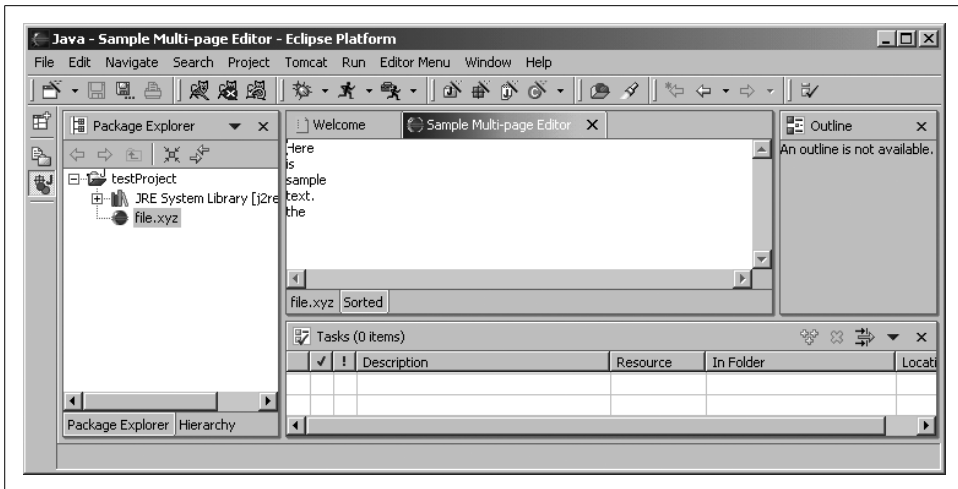 Java - Sample Multi-page Editor - Eclipse Platform
File Edit Navigate Search Project Tomcat Run Editor Menu Window Help
Package Explorer
Welcome
Sample Multi-page Editor
Outline
Here
is
sample
text.
the
An outline is not available.
testProject
JRE System Library [j2re
file.xyz
file.xyz Sorted
Tasks (0 items)
! Description Resource In Folder Locati
Package Explorer Hierarchy